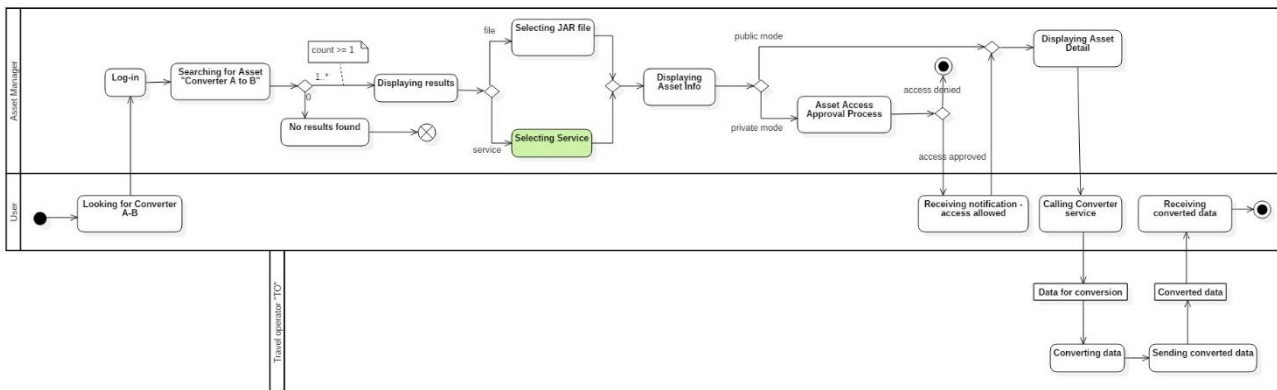 Asset Manager
Log-in
Searching for Asset
"Converter A to B"
count >= 1
1..*
0
Displaying results
No results found
file
service
Selecting JAR file
Selecting Service
Displaying
Asset Info
public mode
private mode
Asset Access
Approval Process
access denied
access approved
Displaying Asset
Detail
User
Looking for Converter
A-B
Receiving notification -
access allowed
Calling Converter
service
Receiving
converted data
Travel operator "TO"
Data for conversion
Converted data
Converting data
Sending converted data